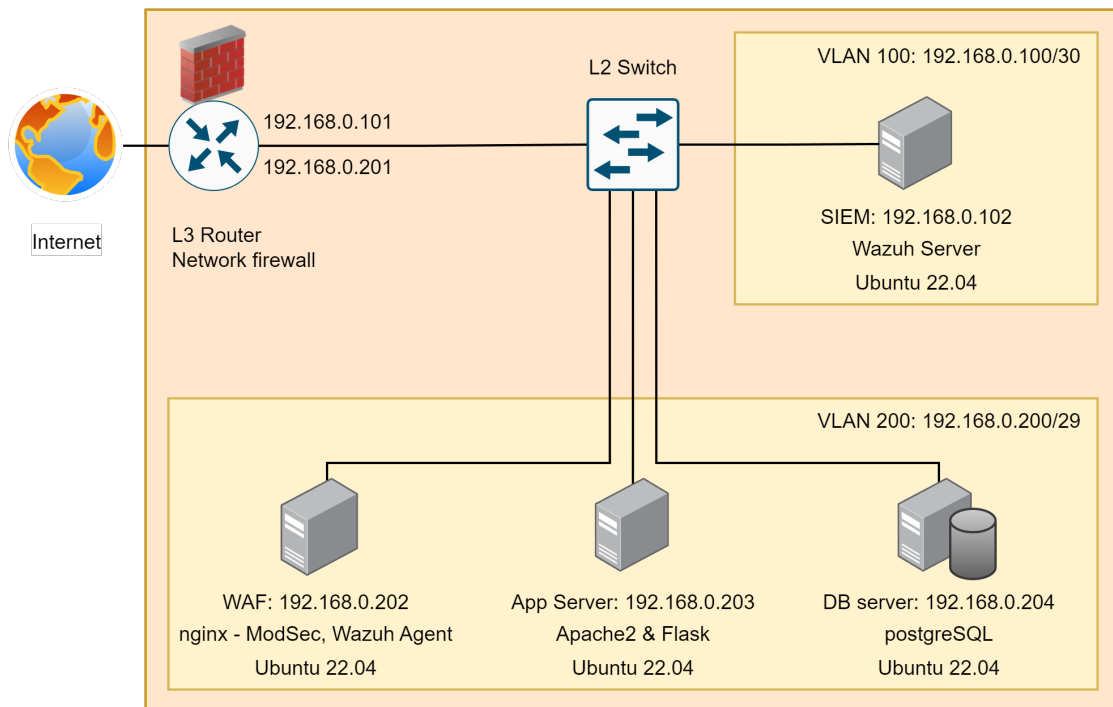 L2 Switch
VLAN 100: 192.168.0.100/30
192.168.0.101
192.168.0.201
Internet
L3 Router
Network firewall
SIEM: 192.168.0.102
Wazuh Server
Ubuntu 22.04
VLAN 200: 192.168.0.200/29
WAF: 192.168.0.202
nginx - ModSec, Wazuh Agent
Ubuntu 22.04
App Server: 192.168.0.203
Apache2 & Flask
Ubuntu 22.04
DB server: 192.168.0.204
postgreSQL
Ubuntu 22.04